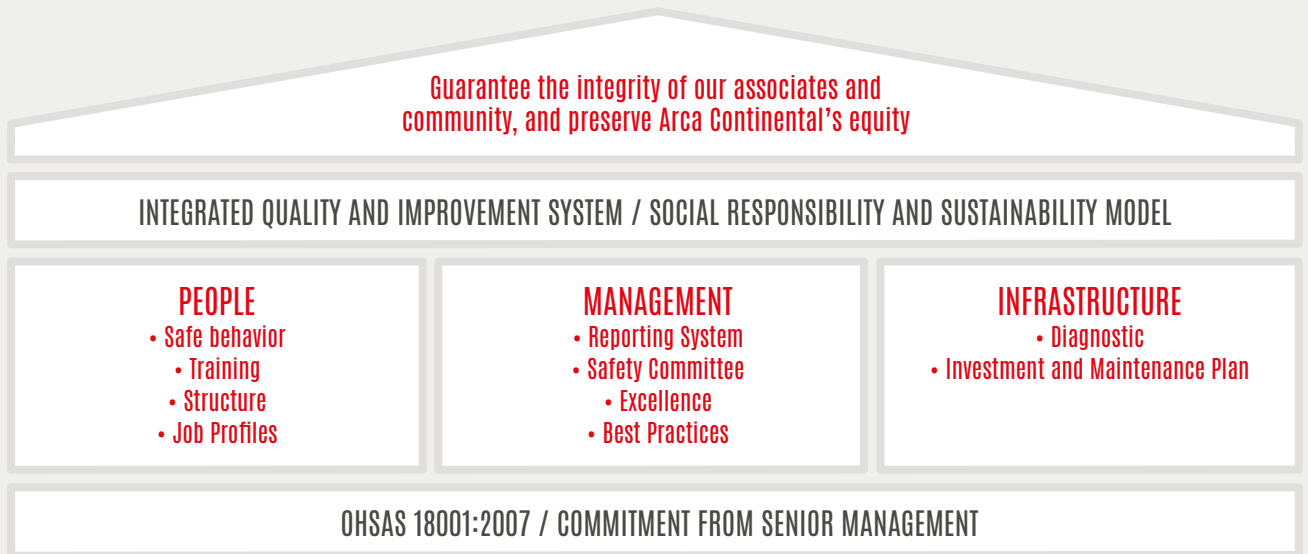 Guarantee the integrity of our associates and
community, and preserve Arca Continental’s equity
INTEGRATED QUALITY AND IMPROVEMENT SYSTEM / SOCIAL RESPONSIBILITY AND SUSTAINABILITY MODEL
PEOPLE
• Safe behavior
• Training
• Structure
• Job Profiles
MANAGEMENT
• Reporting System
• Safety Committee
• Excellence
• Best Practices
INFRASTRUCTURE
• Diagnostic
• Investment and Maintenance Plan
OHSAS 18001:2007 / COMMITMENT FROM SENIOR MANAGEMENT